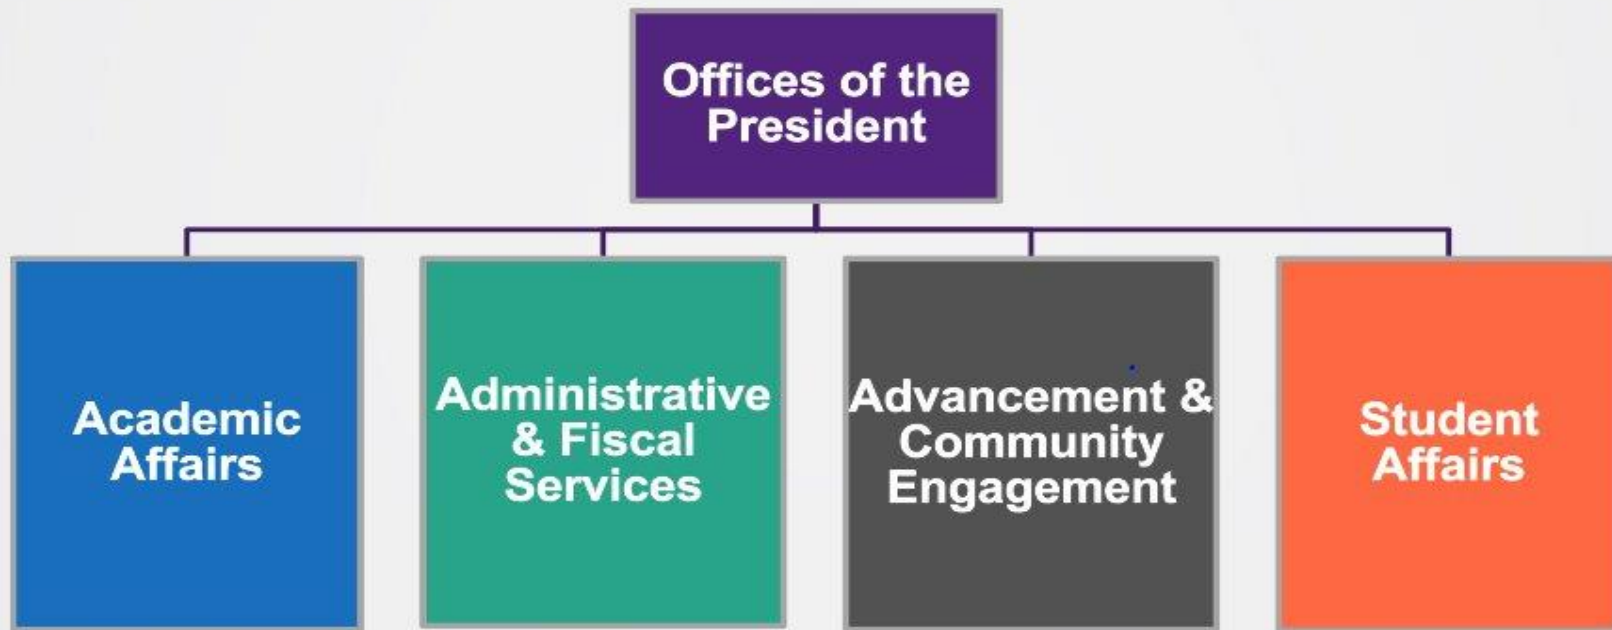 Offices of the
President
Academic
Affairs
Administrative
& Fiscal
Services
Advancement &
Community
Engagement
Student
Affairs